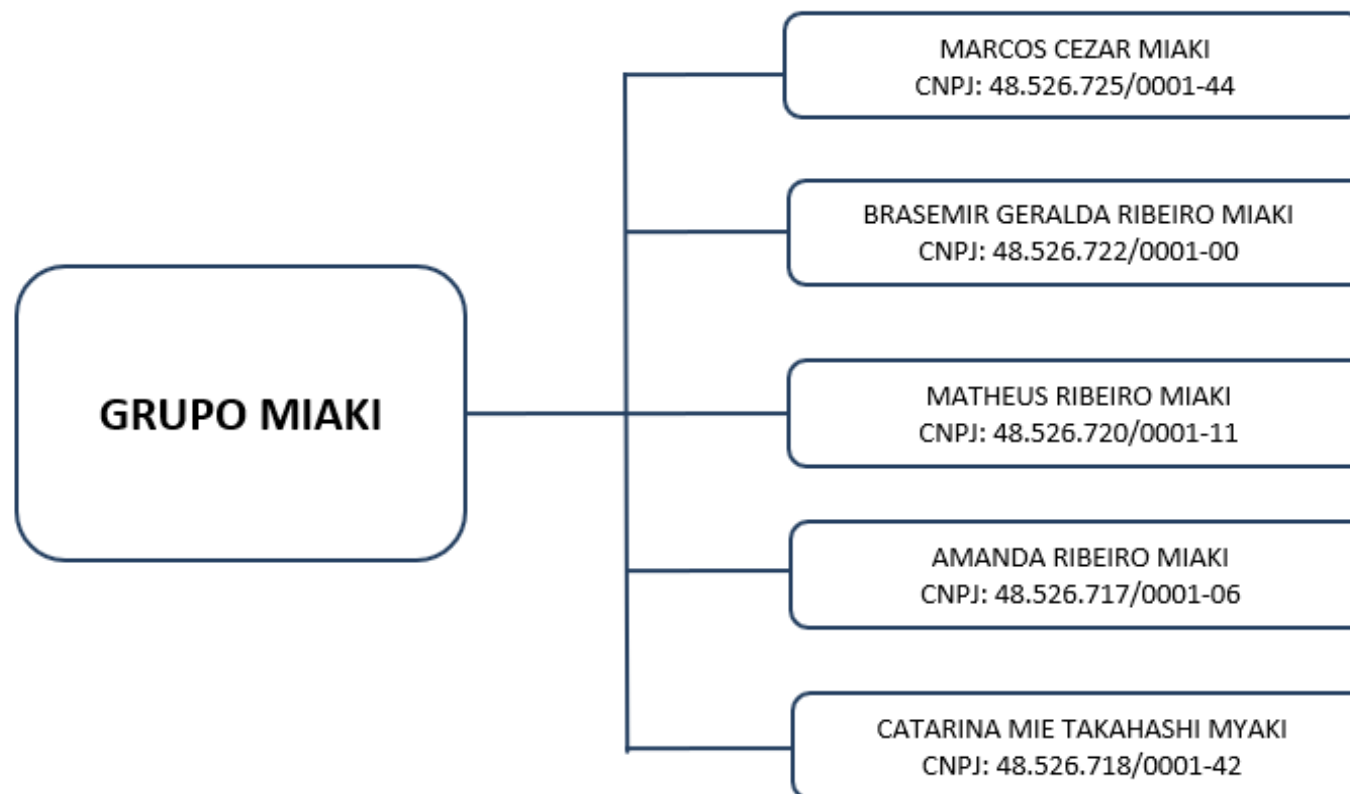 GRUPO MIAKI
MARCOS CEZAR MIAKI
CNPJ: 48.526.725/0001-44
BRASEMIR GERALDA RIBEIRO MIAKI
CNPJ: 48.526.722/0001-00
MATHEUS RIBEIRO MIAKI
CNPJ: 48.526.720/0001-11
AMANDA RIBEIRO MIAKI
CNPJ: 48.526.717/0001-06
CATARINA MIE TAKAHASHI MYAKI
CNPJ: 48.526.718/0001-42